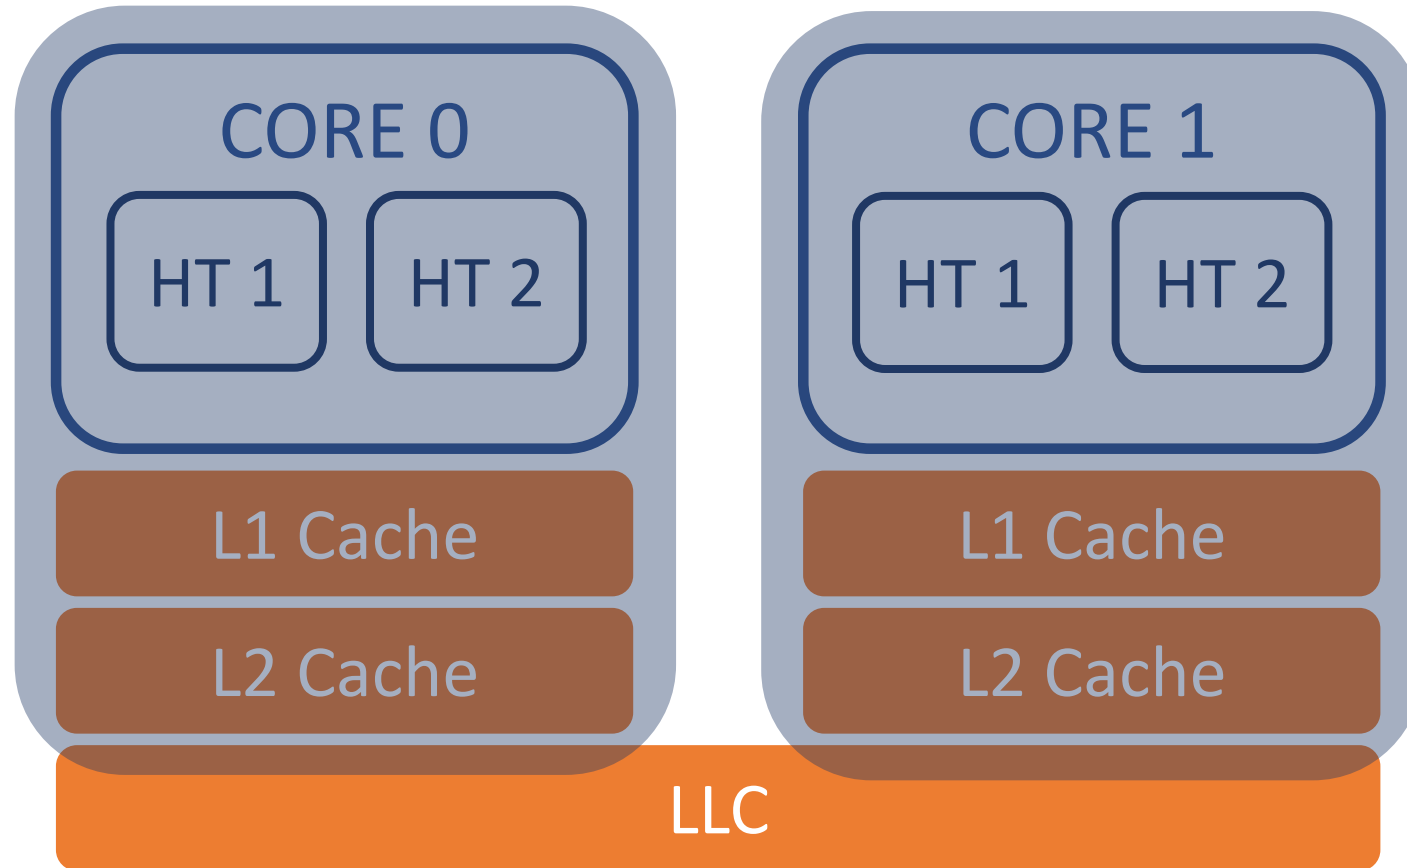 CORE 0
HT 1
HT 2
L1 Cache
L2 Cache
CORE 1
HT 1
HT 2
L1 Cache
L2 Cache
LLC